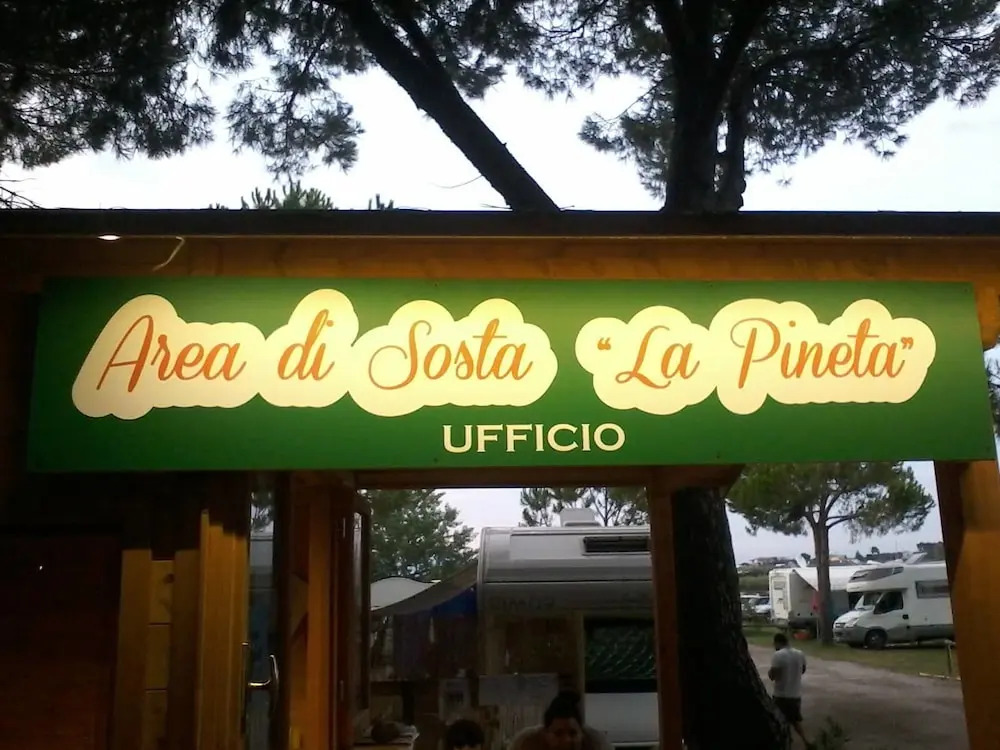 Area di Sosta "La Pineta"
UFFICIO